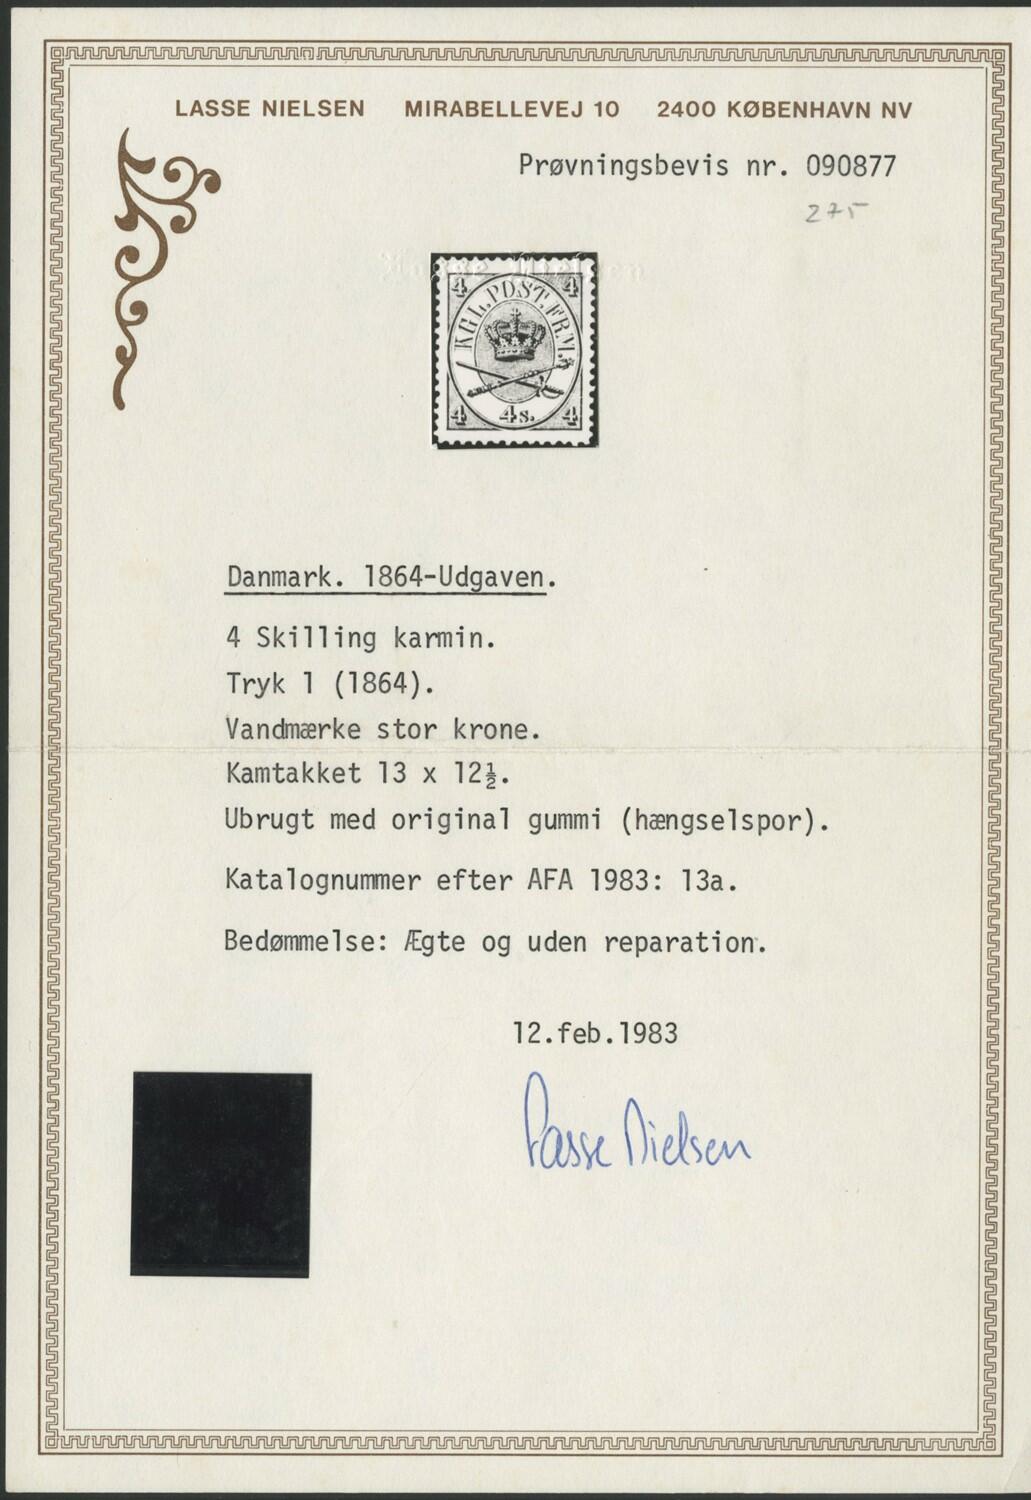 LASSE NIELSEN MIRABELLEVEJ 10 2400 KØBENHAVN NV
Prøvningsbevis nr. 090877
275
Lasse Nielsen
4 4
KGL. POST. FRM.
4 4s. 4
Danmark. 1864-Udgaven.
4 Skilling karmin.
Tryk 1 (1864).
Vandmærke stor krone.
Kamtakket 13 x 12½.
Ubrugt med original gummi (hængselspor).
Katalognummer efter AFA 1983: 13a.
Bedømmelse: Ægte og uden reparation.
12.feb.1983
Lasse Nielsen